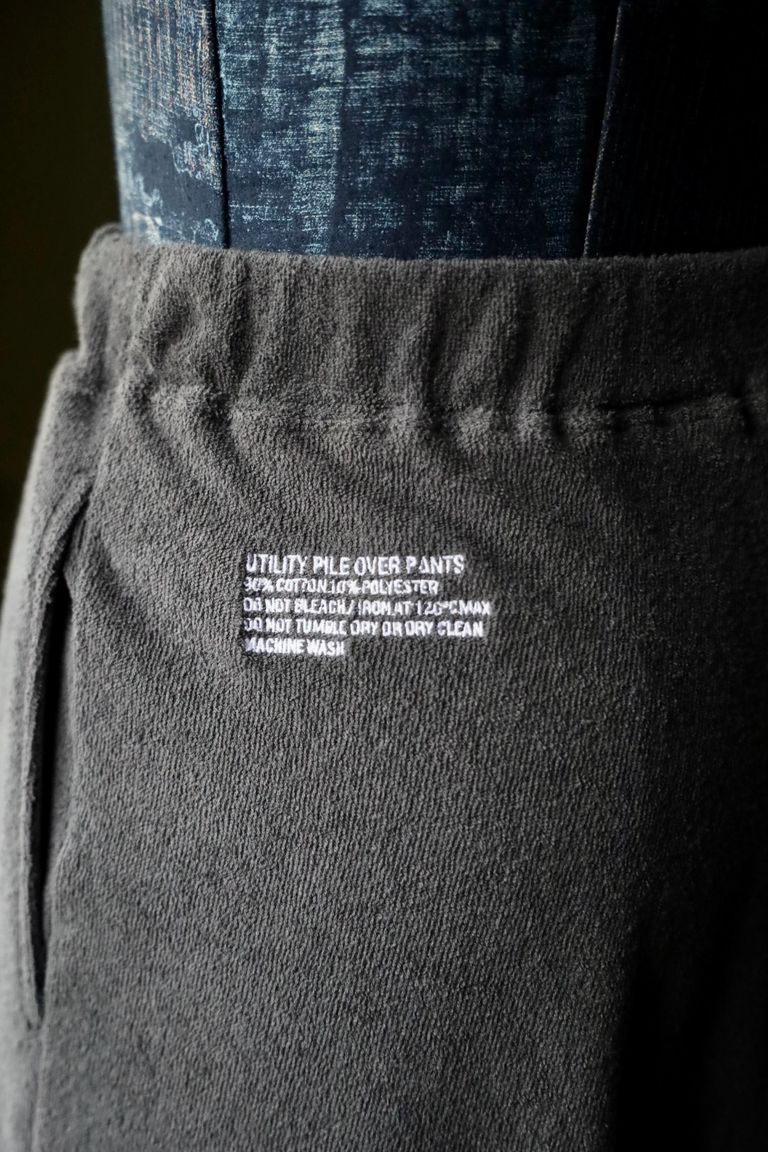 UTILITY PILE OVER PANTS
90% COTTON.10% POLYESTER
DO NOT BLEACH / IRON AT 120°C MAX
DO NOT TUMBLE DRY OR DRY CLEAN
MACHINE WASH